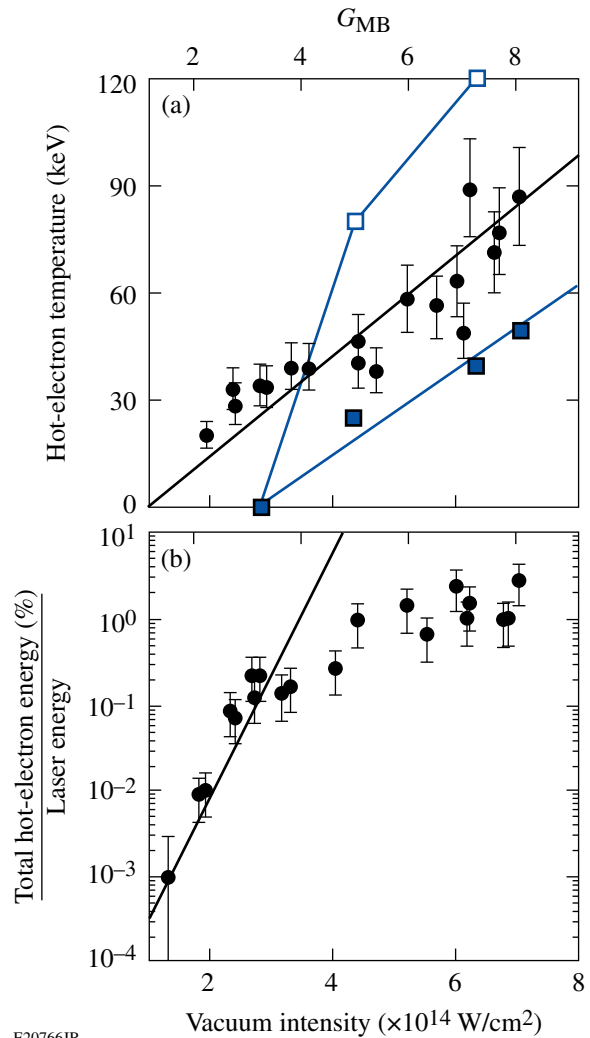 G_MB
2 4 6 8
120
90
60
30
0
Hot-electron temperature (keV)
(a)
10^1
10^0
10^–1
10^–2
10^–3
10^–4
Total hot-electron energy (%)
Laser energy
(b)
2 4 6 8
Vacuum intensity (×10^14 W/cm^2)
E20766JR